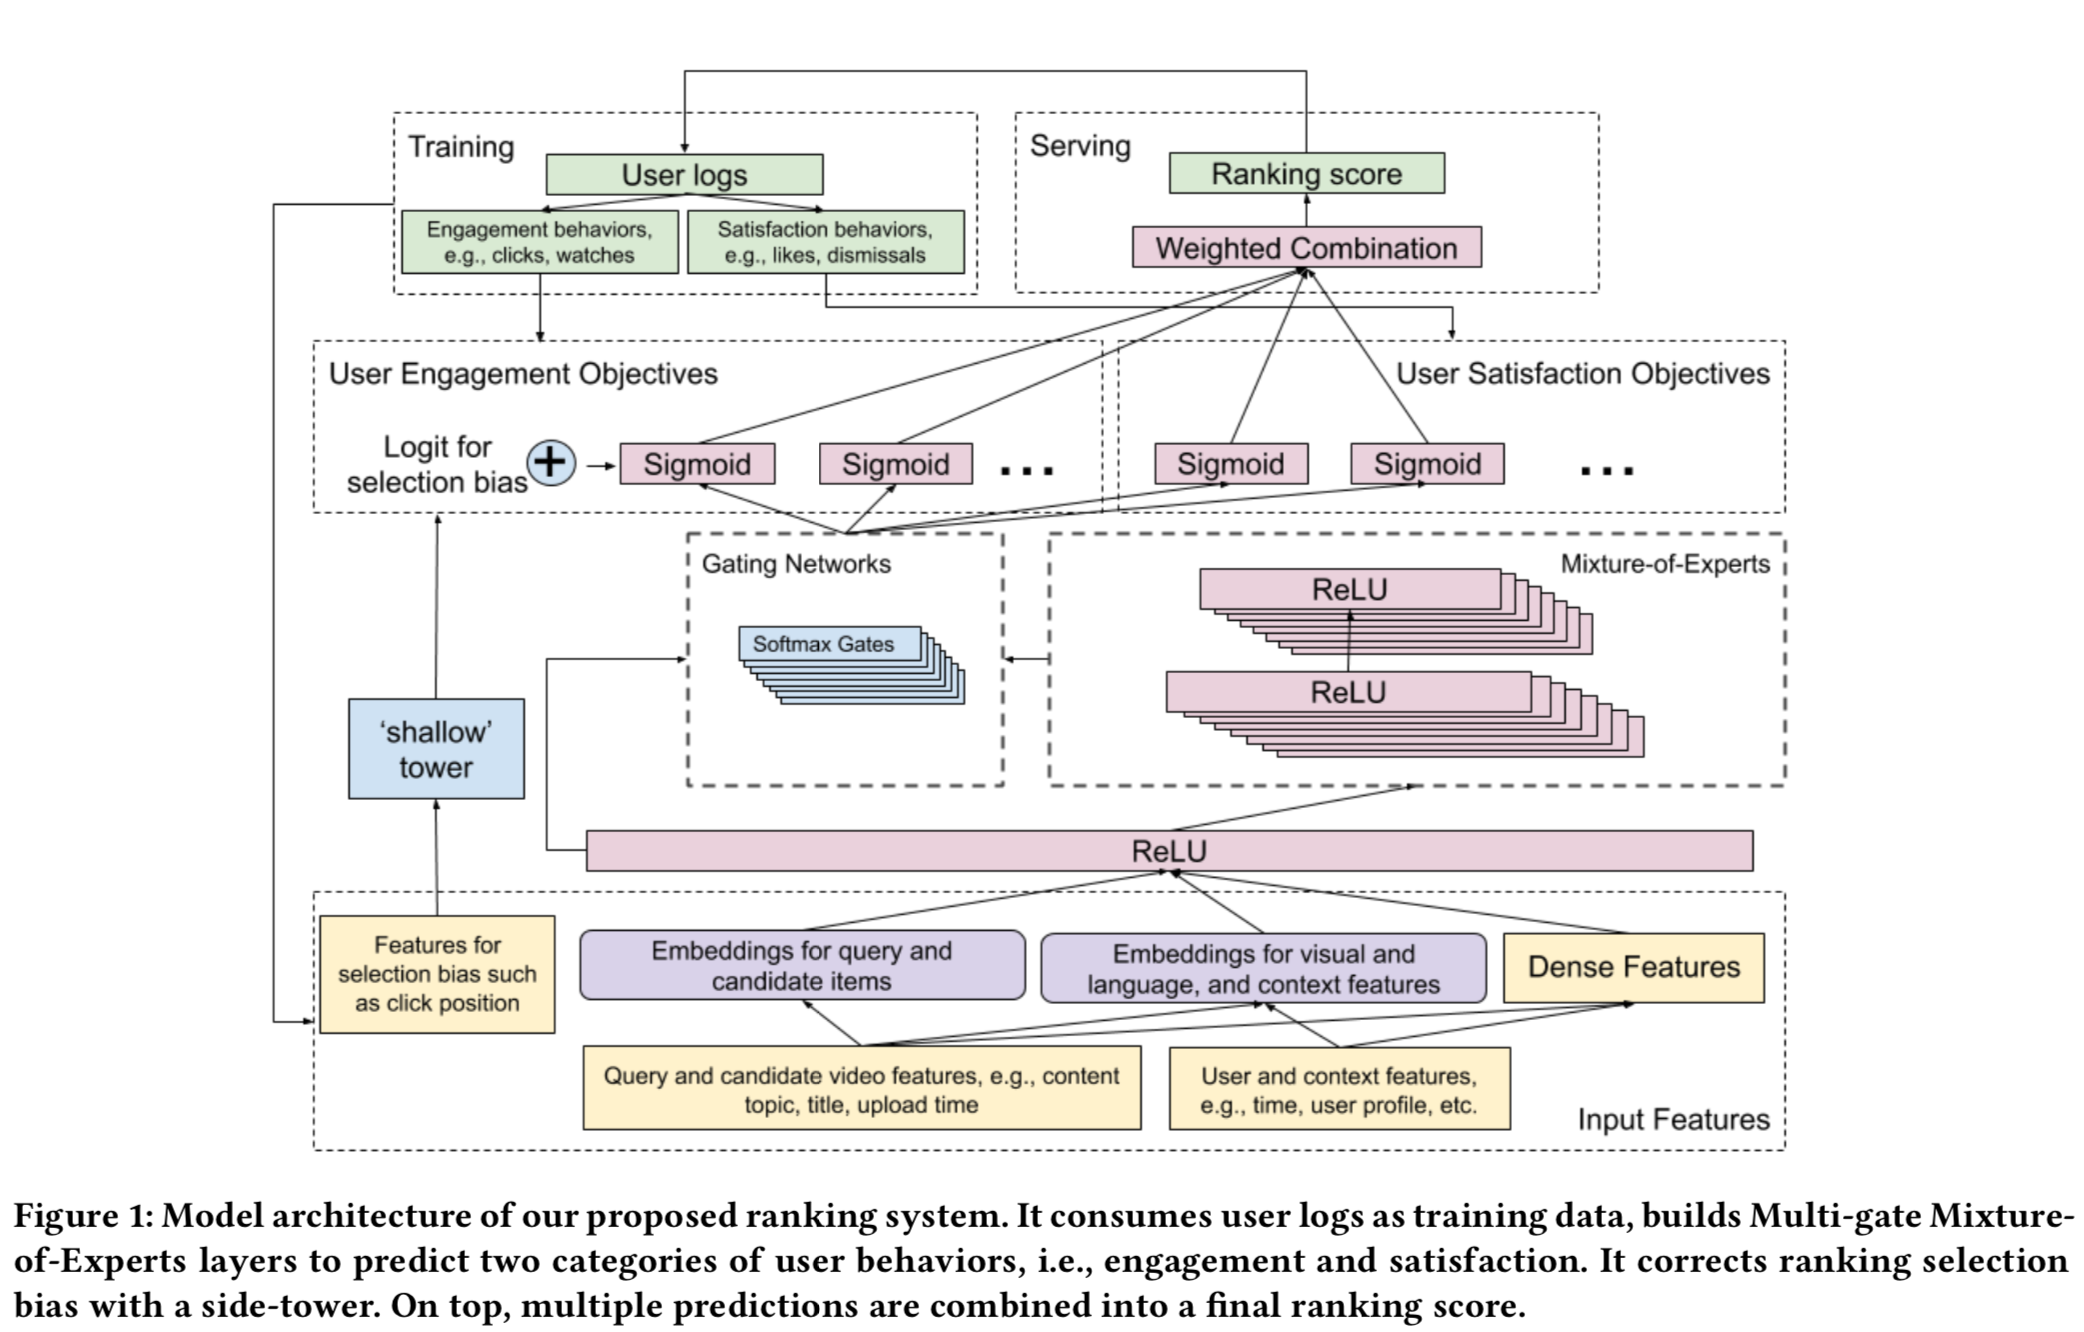 Training
User logs
Engagement behaviors,
e.g., clicks, watches
Satisfaction behaviors,
e.g., likes, dismissals
Serving
Ranking score
Weighted Combination
User Engagement Objectives
Logit for
selection bias
+
Sigmoid
Sigmoid
...
User Satisfaction Objectives
Sigmoid
Sigmoid
...
Gating Networks
Softmax Gates
Mixture-of-Experts
ReLU
ReLU
‘shallow’
tower
ReLU
Features for
selection bias such
as click position
Embeddings for query and
candidate items
Embeddings for visual and
language, and context features
Dense Features
Query and candidate video features, e.g., content
topic, title, upload time
User and context features,
e.g., time, user profile, etc.
Input Features
Figure 1: Model architecture of our proposed ranking system. It consumes user logs as training data, builds Multi-gate Mixture-
of-Experts layers to predict two categories of user behaviors, i.e., engagement and satisfaction. It corrects ranking selection
bias with a side-tower. On top, multiple predictions are combined into a final ranking score.